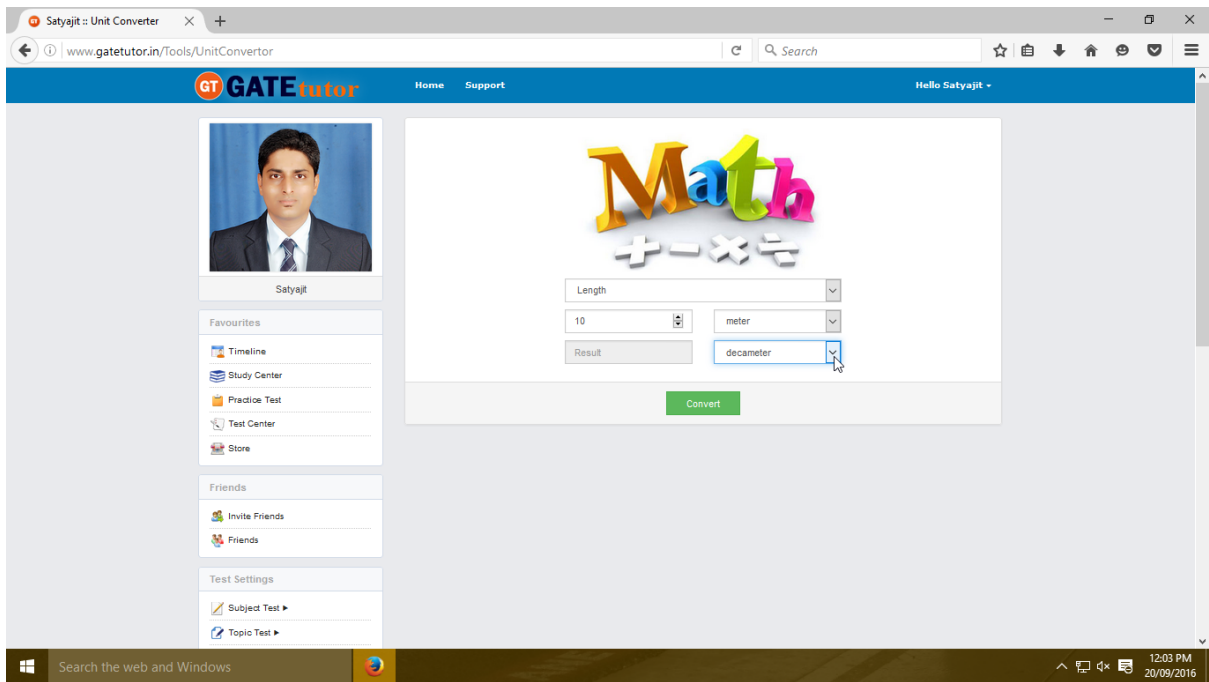 Satyajit :: Unit Converter
www.gatetutor.in/Tools/UnitConvertor
Search
GT GATEtutor
Home Support
Hello Satyajit
Satyajit
Favourites
Timeline
Study Center
Practice Test
Test Center
Store
Friends
Invite Friends
Friends
Test Settings
Subject Test ▶
Topic Test ▶
Math
+ − × ÷
Length
10 meter
Result decameter
Convert
Search the web and Windows
12:03 PM
20/09/2016